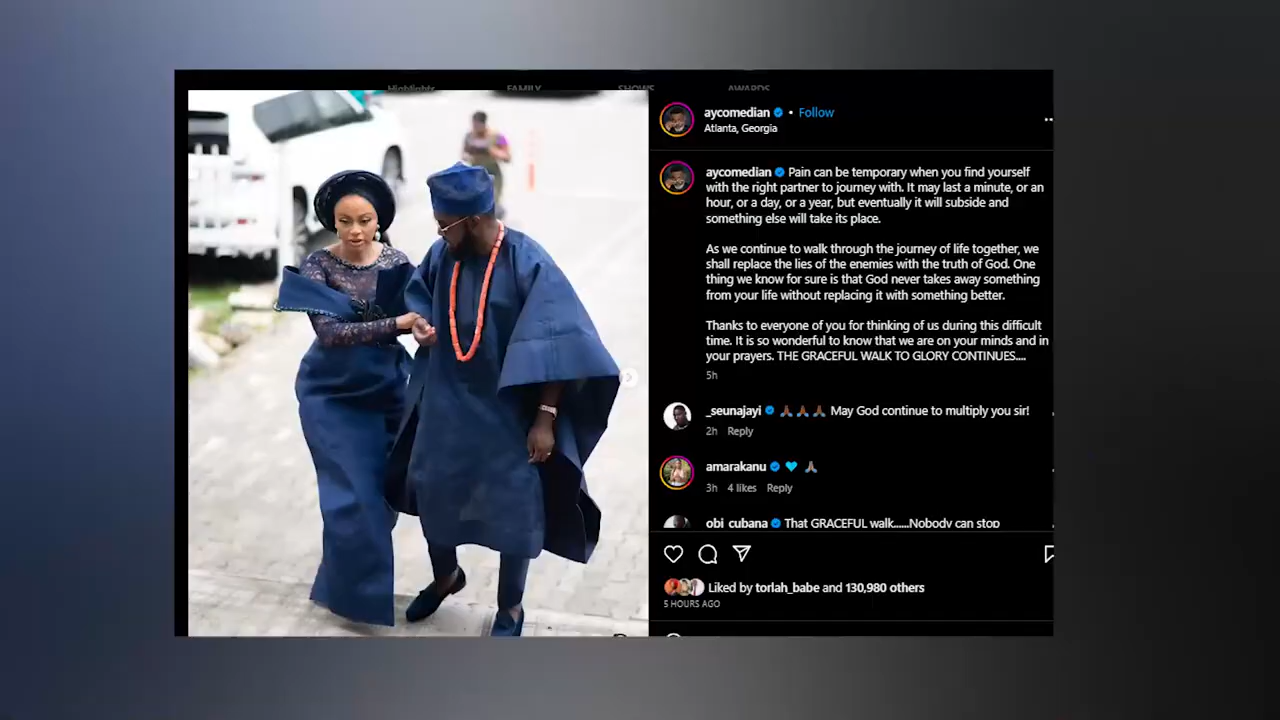 Highlights FAMILY SHOWS AWARDS
aycomedian • Follow
Atlanta, Georgia
aycomedian Pain can be temporary when you find yourself
with the right partner to journey with. It may last a minute, or an
hour, or a day, or a year, but eventually it will subside and
something else will take its place.
As we continue to walk through the journey of life together, we
shall replace the lies of the enemies with the truth of God. One
thing we know for sure is that God never takes away something
from your life without replacing it with something better.
Thanks to everyone of you for thinking of us during this difficult
time. It is so wonderful to know that we are on your minds and in
your prayers. THE GRACEFUL WALK TO GLORY CONTINUES....
5h
_seunajayi 🙏🏾 🙏🏾 🙏🏾 May God continue to multiply you sir!
2h Reply
amarakanu 💙 🙏🏽
3h 4 likes Reply
obi_cubana That GRACEFUL walk......Nobody can stop
Liked by torlah_babe and 130,980 others
5 HOURS AGO